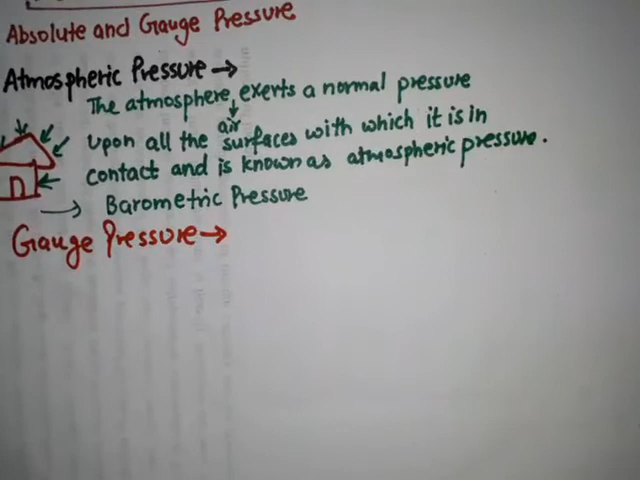 Absolute and Gauge Pressure
Atmospheric Pressure →
The atmosphere, exerts a normal pressure
air
upon all the surfaces with which it is in
contact and is known as atmospheric pressure.
→ Barometric Pressure
Gauge Pressure →